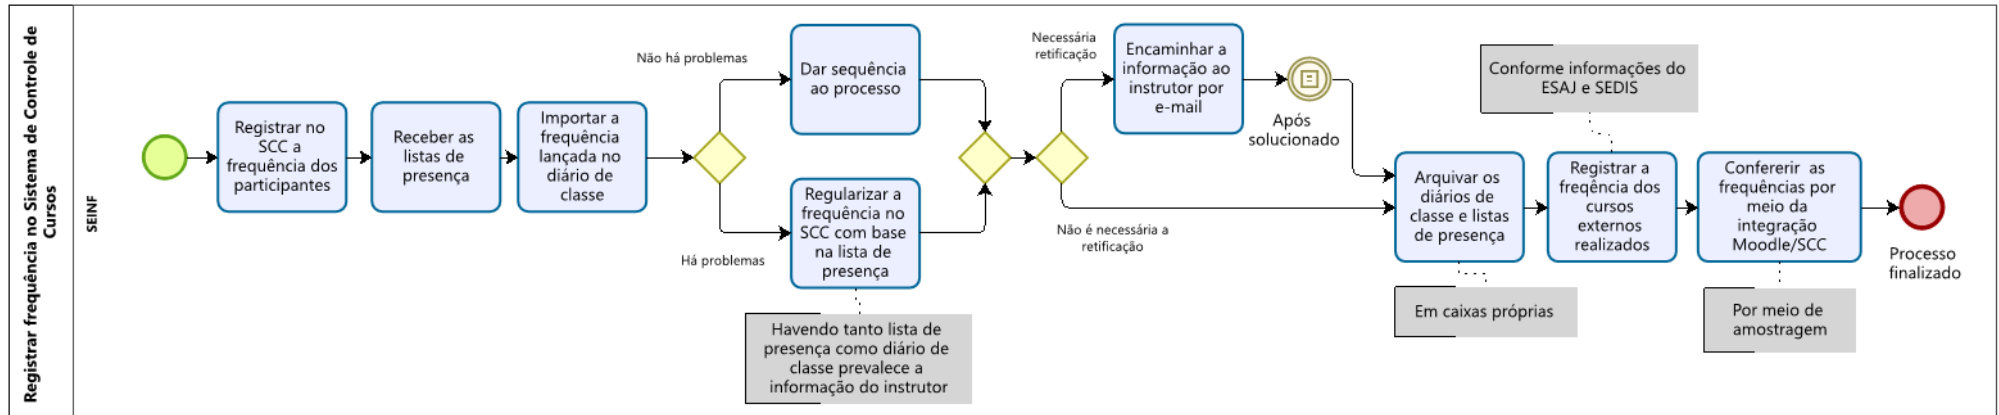 Registrar frequência no Sistema de Controle de
Cursos
SEINF
Registrar no
SCC a
frequência dos
participantes
Receber as
listas de
presença
Importar a
frequência
lançada no
diário de
classe
Não há problemas
Há problemas
Dar sequência
ao processo
Regularizar a
frequência no
SCC com base
na lista de
presença
Havendo tanto lista de
presença como diário de
classe prevalece a
informação do instrutor
Necessária
retificação
Não é necessária a
retificação
Encaminhar a
informação ao
instrutor por
e-mail
Após
solucionado
Arquivar os
diários de
classe e listas
de presença
Em caixas próprias
Conforme informações do
ESAJ e SEDIS
Registrar a
freqência dos
cursos
externos
realizados
Confererir as
frequências por
meio da
integração
Moodle/SCC
Por meio de
amostragem
Processo
finalizado